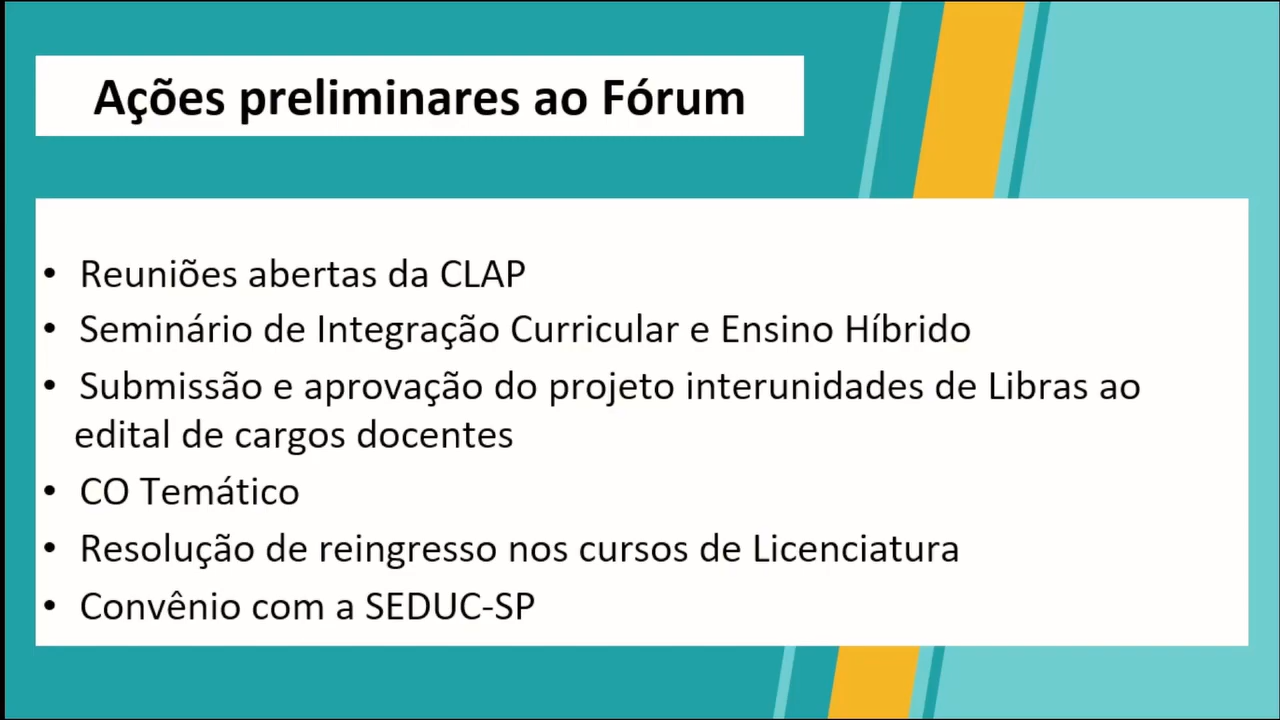 Ações preliminares ao Fórum
• Reuniões abertas da CLAP
• Seminário de Integração Curricular e Ensino Híbrido
• Submissão e aprovação do projeto interunidades de Libras ao
edital de cargos docentes
• CO Temático
• Resolução de reingresso nos cursos de Licenciatura
• Convênio com a SEDUC-SP